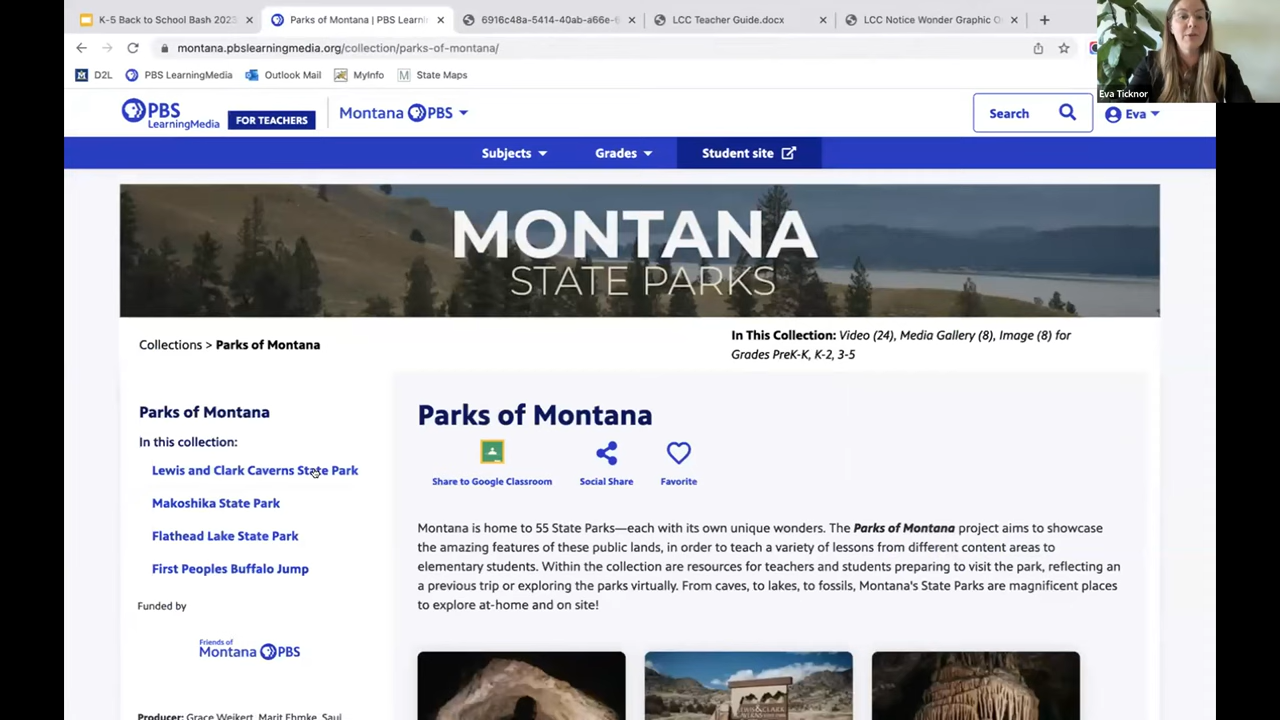 K-5 Back to School Bash 2023
Parks of Montana | PBS Learni
6916c48a-5414-40ab-a66e-
LCC Teacher Guide.docx
LCC Notice Wonder Graphic O
montana.pbslearningmedia.org/collection/parks-of-montana/
D2L
PBS LearningMedia
Outlook Mail
MyInfo
M State Maps
Eva Ticknor
PBS
LearningMedia
FOR TEACHERS
Montana PBS
Search
Eva
Subjects
Grades
Student site
MONTANA
STATE PARKS
Collections > Parks of Montana
In This Collection: Video (24), Media Gallery (8), Image (8) for
Grades PreK-K, K-2, 3-5
Parks of Montana
In this collection:
Lewis and Clark Caverns State Park
Makoshika State Park
Flathead Lake State Park
First Peoples Buffalo Jump
Funded by
Friends of
Montana PBS
Producer: Grace Weikert, Marit Ehmke, Saul
Parks of Montana
Share to Google Classroom
Social Share
Favorite
Montana is home to 55 State Parks—each with its own unique wonders. The Parks of Montana project aims to showcase
the amazing features of these public lands, in order to teach a variety of lessons from different content areas to
elementary students. Within the collection are resources for teachers and students preparing to visit the park, reflecting an
a previous trip or exploring the parks virtually. From caves, to lakes, to fossils, Montana's State Parks are magnificent places
to explore at-home and on site!